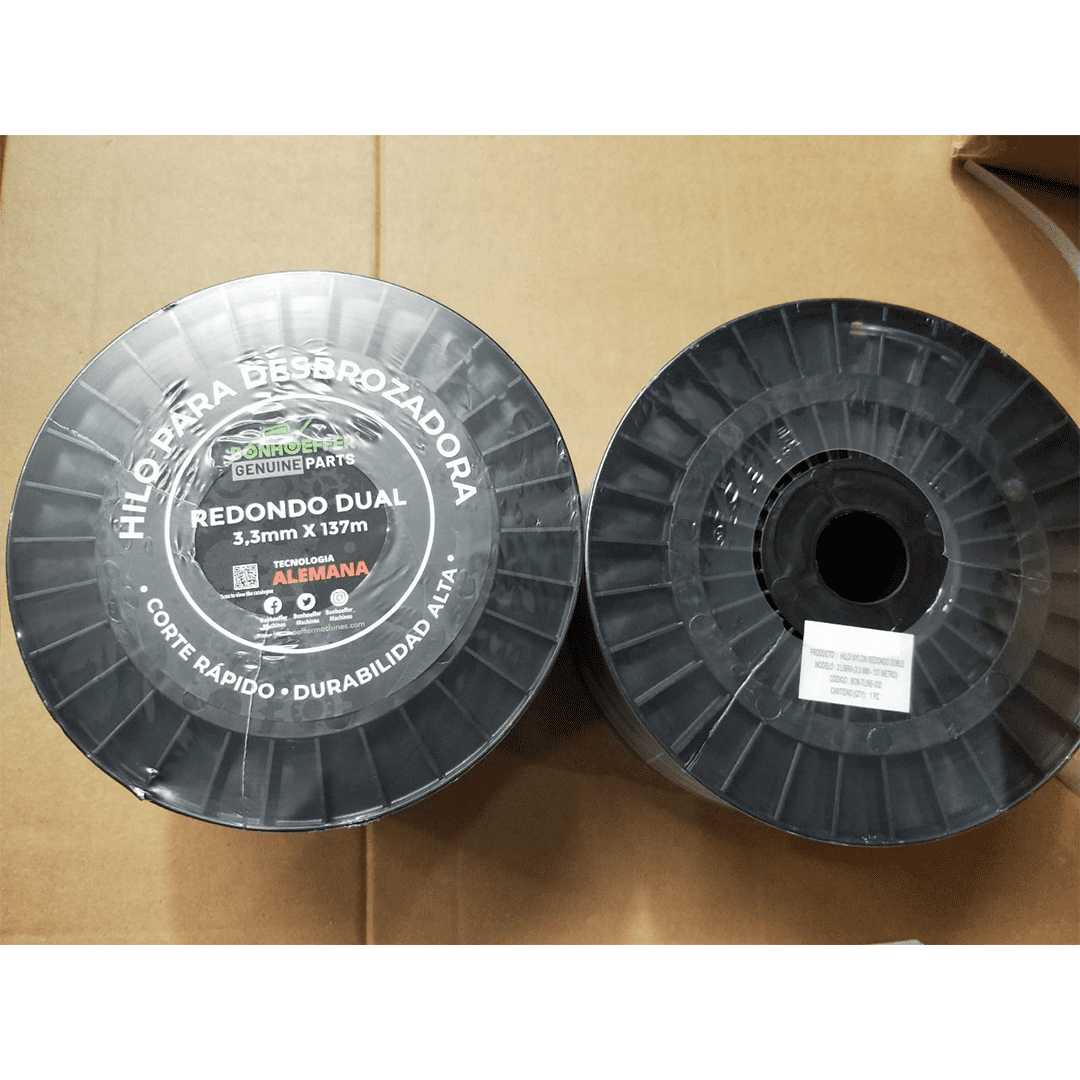 HILO PARA DESBROZADORA
BONHOEFFER
GENUINE PARTS
REDONDO DUAL
3,3mm X 137m
TECNOLOGIA
ALEMANA
Scan to view the catalogue
Bonhoeffer Machines
Bonhoeffer Machines
Bonhoeffer_ Machines
oeffermachines.com
• CORTE RÁPIDO • DURABILIDAD ALTA •
PRODUCTO : HILO/ NYLON REDONDO DOBLE
MODELO : 3 LIBRA (3,3 MM - 137 METRO)
CÓDIGO : BON-TLINE-032
CANTIDAD (QTY) : 1 PC